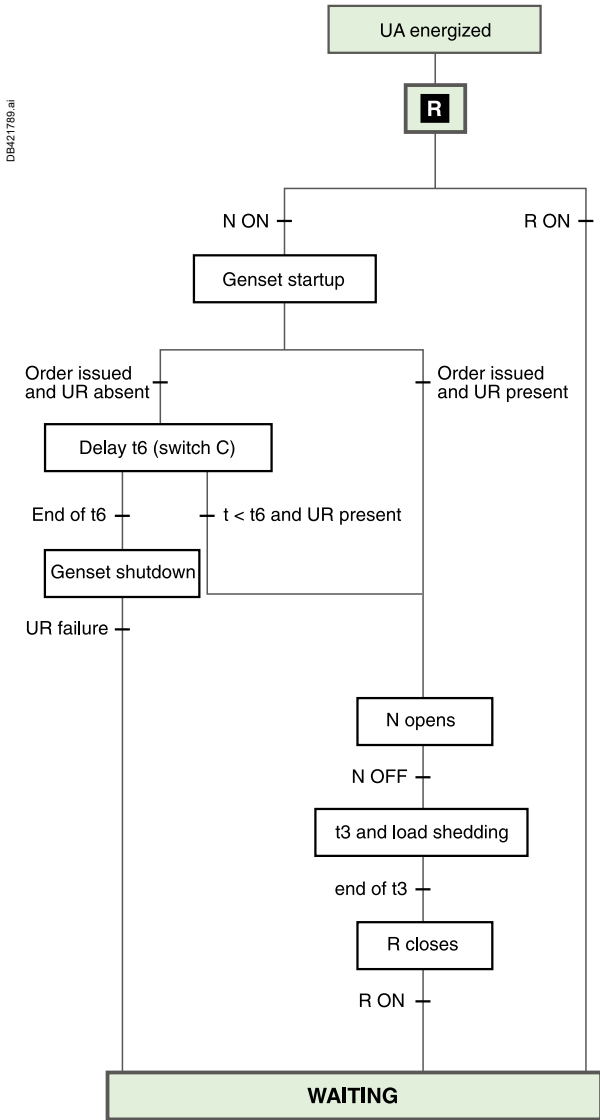 UA energized
DB421789.ai
R
N ON
R ON
Genset startup
Order issued
and UR absent
Order issued
and UR present
Delay t6 (switch C)
End of t6
t < t6 and UR present
Genset shutdown
UR failure
N opens
N OFF
t3 and load shedding
end of t3
R closes
R ON
WAITING